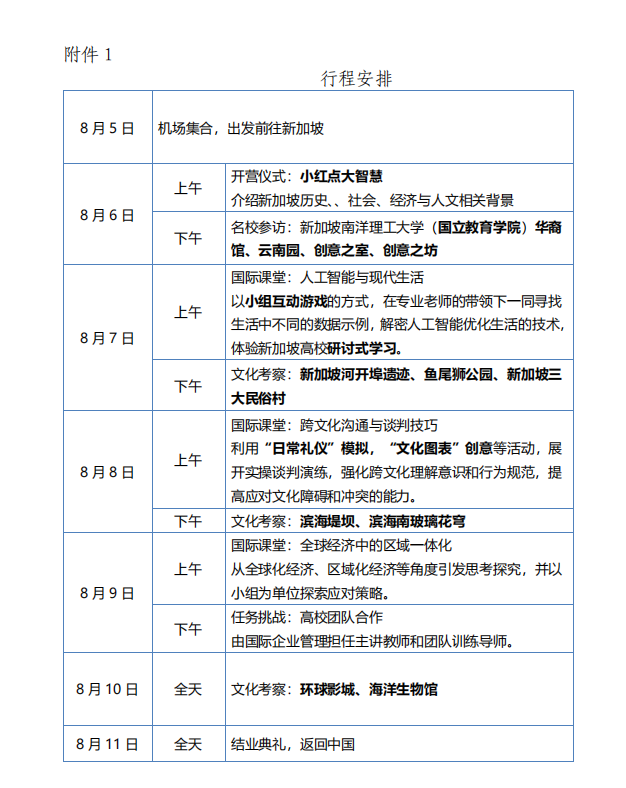 附件 1
行程安排
8 月 5 日
机场集合，出发前往新加坡
8 月 6 日
上午
开营仪式：小红点大智慧
介绍新加坡历史、、社会、经济与人文相关背景
下午
名校参访：新加坡南洋理工大学（国立教育学院）华裔
馆、云南园、创意之室、创意之坊
8 月 7 日
上午
国际课堂：人工智能与现代生活
以小组互动游戏的方式，在专业老师的带领下一同寻找
生活中不同的数据示例，解密人工智能优化生活的技术，
体验新加坡高校研讨式学习。
下午
文化考察：新加坡河开埠遗迹、鱼尾狮公园、新加坡三
大民俗村
8 月 8 日
上午
国际课堂：跨文化沟通与谈判技巧
利用“日常礼仪”模拟，“文化图表”创意等活动，展
开实操谈判演练，强化跨文化理解意识和行为规范，提
高应对文化障碍和冲突的能力。
下午
文化考察：滨海堤坝、滨海南玻璃花穹
8 月 9 日
上午
国际课堂：全球经济中的区域一体化
从全球化经济、区域化经济等角度引发思考探究，并以
小组为单位探索应对策略。
下午
任务挑战：高校团队合作
由国际企业管理担任主讲教师和团队训练导师。
8 月 10 日
全天
文化考察：环球影城、海洋生物馆
8 月 11 日
全天
结业典礼，返回中国